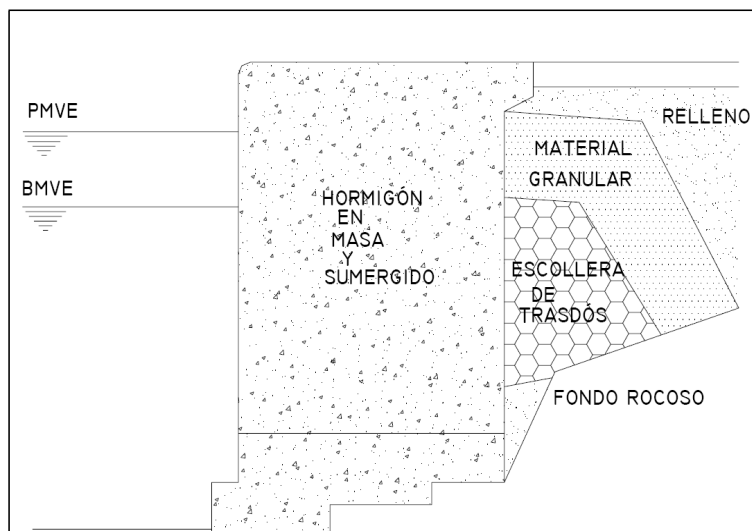 PMVE
BMVE
HORMIGÓN
EN
MASA
Y
SUMERGIDO
RELLENO
MATERIAL
GRANULAR
ESCOLLERA
DE
TRASDÓS
FONDO ROCOSO